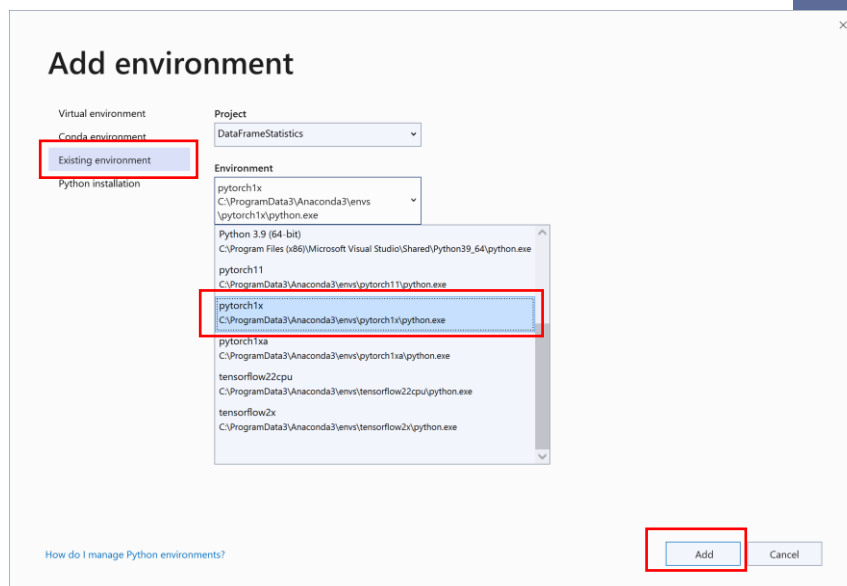 Add environment
Virtual environment
Conda environment
Existing environment
Python installation
Project
DataFrameStatistics
Environment
pytorch1x
C:\ProgramData3\Anaconda3\envs
\pytorch1x\python.exe
Python 3.9 (64-bit)
C:\Program Files (x86)\Microsoft Visual Studio\Shared\Python39_64\python.exe
pytorch11
C:\ProgramData3\Anaconda3\envs\pytorch11\python.exe
pytorch1x
C:\ProgramData3\Anaconda3\envs\pytorch1x\python.exe
pytorch1xa
C:\ProgramData3\Anaconda3\envs\pytorch1xa\python.exe
tensorflow22cpu
C:\ProgramData3\Anaconda3\envs\tensorflow22cpu\python.exe
tensorflow2x
C:\ProgramData3\Anaconda3\envs\tensorflow2x\python.exe
How do I manage Python environments?
Add
Cancel